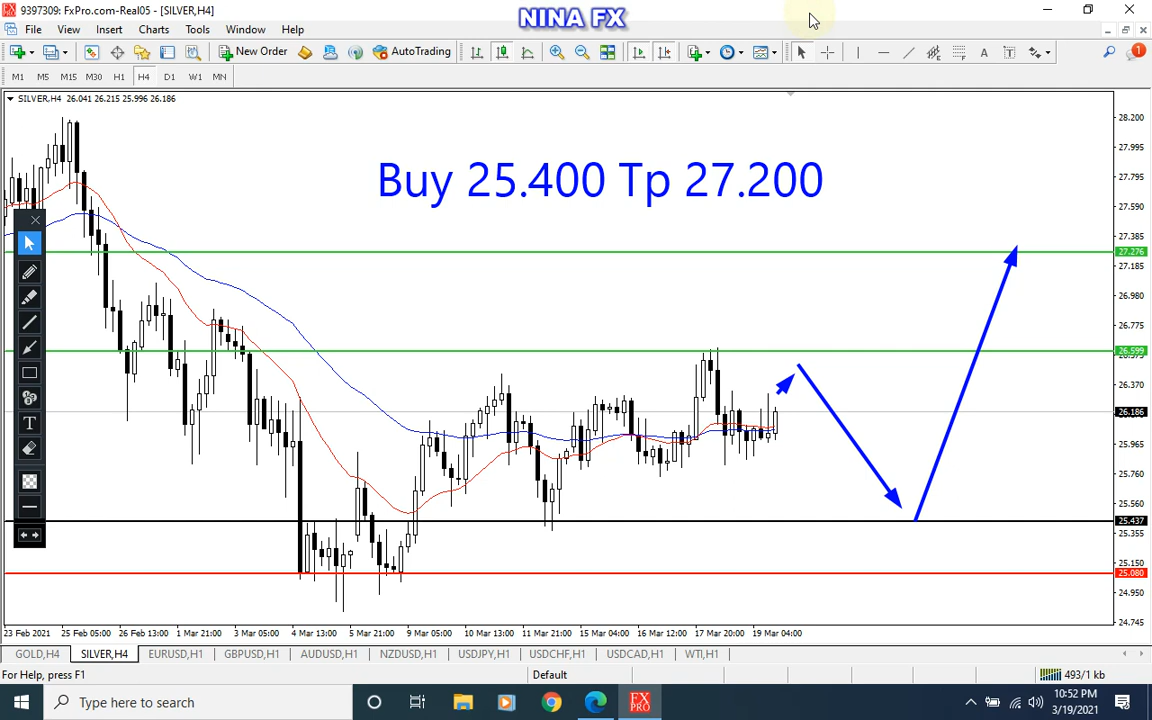 9397309: FxPro.com-Real05 - [SILVER,H4]
NINA FX
File View Insert Charts Tools Window Help
New Order AutoTrading
M1 M5 M15 M30 H1 H4 D1 W1 MN
SILVER,H4 26.041 26.215 25.996 26.186
Buy 25.400 Tp 27.200
28.200
27.995
27.795
27.590
27.385
27.276
27.185
26.980
26.775
26.599
26.370
26.186
25.965
25.760
25.560
25.437
25.355
25.150
25.080
24.950
24.745
23 Feb 2021 25 Feb 05:00 26 Feb 13:00 1 Mar 21:00 3 Mar 05:00 4 Mar 13:00 5 Mar 21:00 9 Mar 05:00 10 Mar 13:00 11 Mar 21:00 15 Mar 04:00 16 Mar 12:00 17 Mar 20:00 19 Mar 04:00
GOLD,H4 SILVER,H4 EURUSD,H1 GBPUSD,H1 AUDUSD,H1 NZDUSD,H1 USDJPY,H1 USDCHF,H1 USDCAD,H1 WTI,H1
For Help, press F1 Default 493/1 kb
Type here to search
FX PRO
10:52 PM
3/19/2021